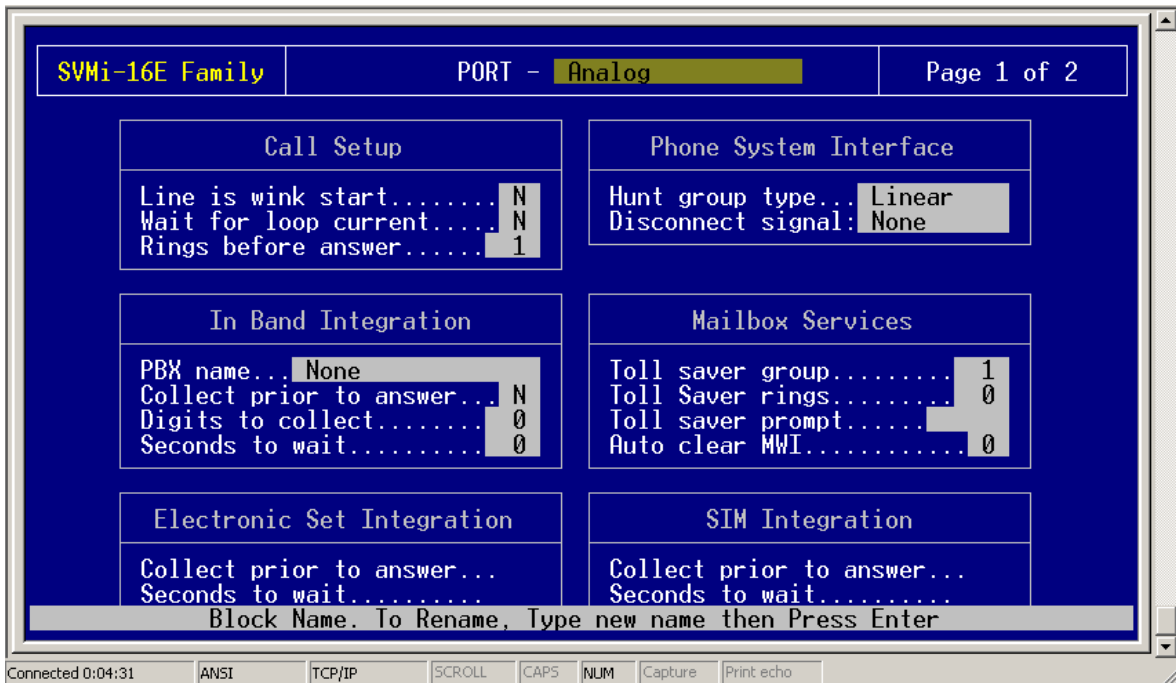 SVMi-16E Family
PORT - Analog
Page 1 of 2
Call Setup
Line is wink start........ N
Wait for loop current..... N
Rings before answer...... 1
Phone System Interface
Hunt group type... Linear
Disconnect signal: None
In Band Integration
PBX name... None
Collect prior to answer... N
Digits to collect........ 0
Seconds to wait.......... 0
Mailbox Services
Toll saver group......... 1
Toll Saver rings......... 0
Toll saver prompt......
Auto clear MWI............ 0
Electronic Set Integration
Collect prior to answer...
Seconds to wait..........
SIM Integration
Collect prior to answer...
Seconds to wait..........
Block Name. To Rename, Type new name then Press Enter
Connected 0:04:31 ANSI TCP/IP SCROLL CAPS NUM Capture Print echo